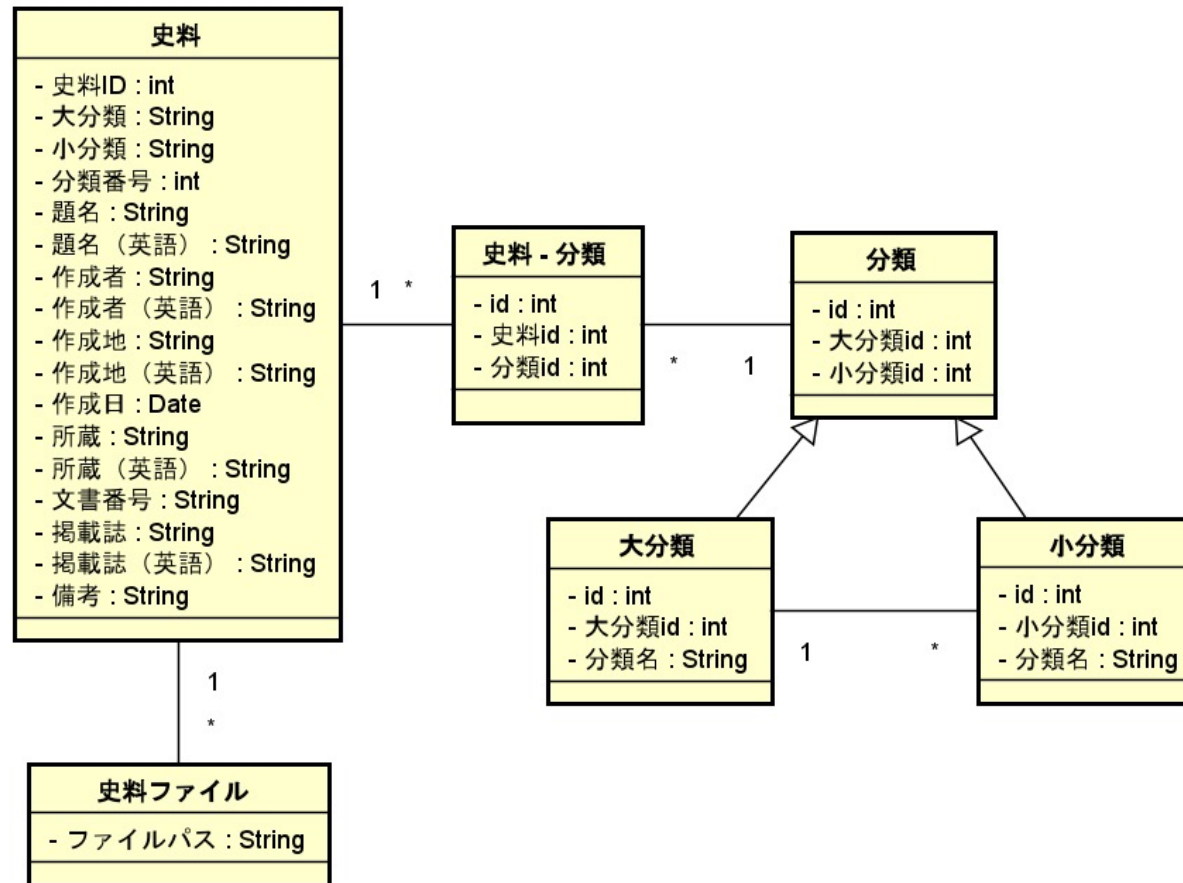 史料
- 史料ID : int
- 大分類 : String
- 小分類 : String
- 分類番号 : int
- 題名 : String
- 題名（英語） : String
- 作成者 : String
- 作成者（英語） : String
- 作成地 : String
- 作成地（英語） : String
- 作成日 : Date
- 所蔵 : String
- 所蔵（英語） : String
- 文書番号 : String
- 掲載誌 : String
- 掲載誌（英語） : String
- 備考 : String
1 *
史料 - 分類
- id : int
- 史料id : int
- 分類id : int
* 1
分類
- id : int
- 大分類id : int
- 小分類id : int
大分類
- id : int
- 大分類id : int
- 分類名 : String
1 *
小分類
- id : int
- 小分類id : int
- 分類名 : String
1
*
史料ファイル
- ファイルパス : String